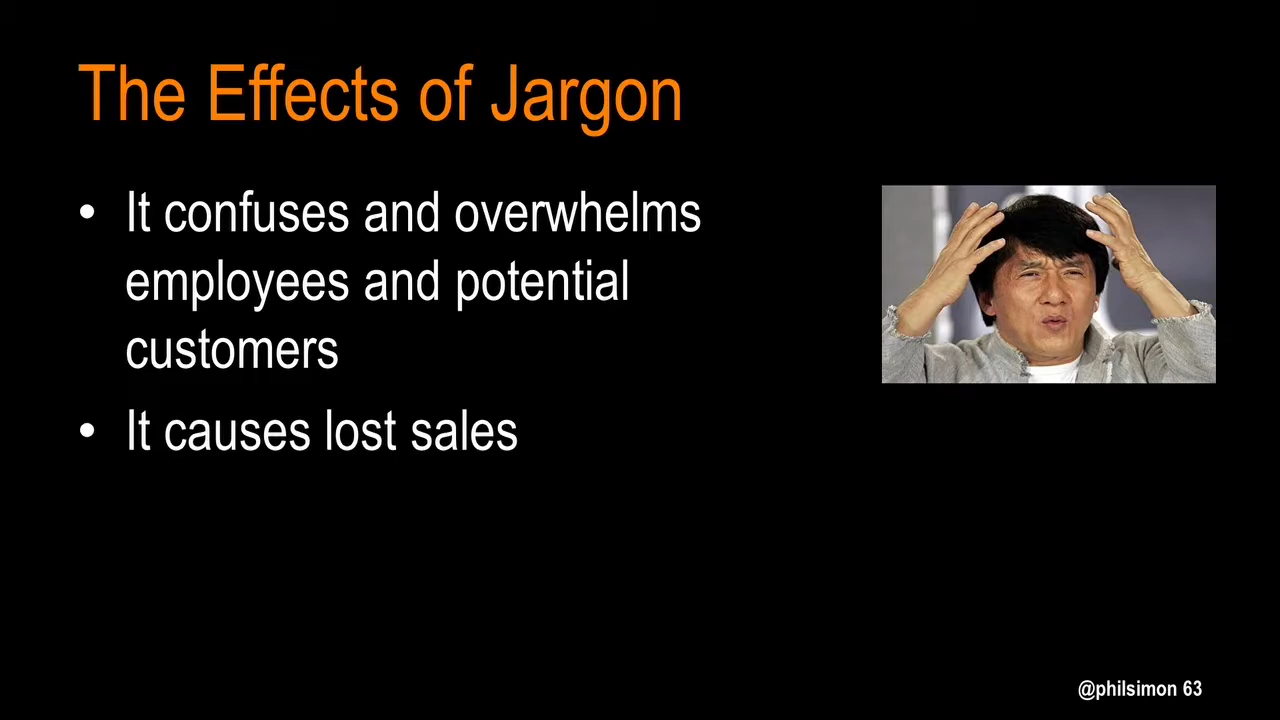 The Effects of Jargon
• It confuses and overwhelms
employees and potential
customers
• It causes lost sales
@philsimon 63